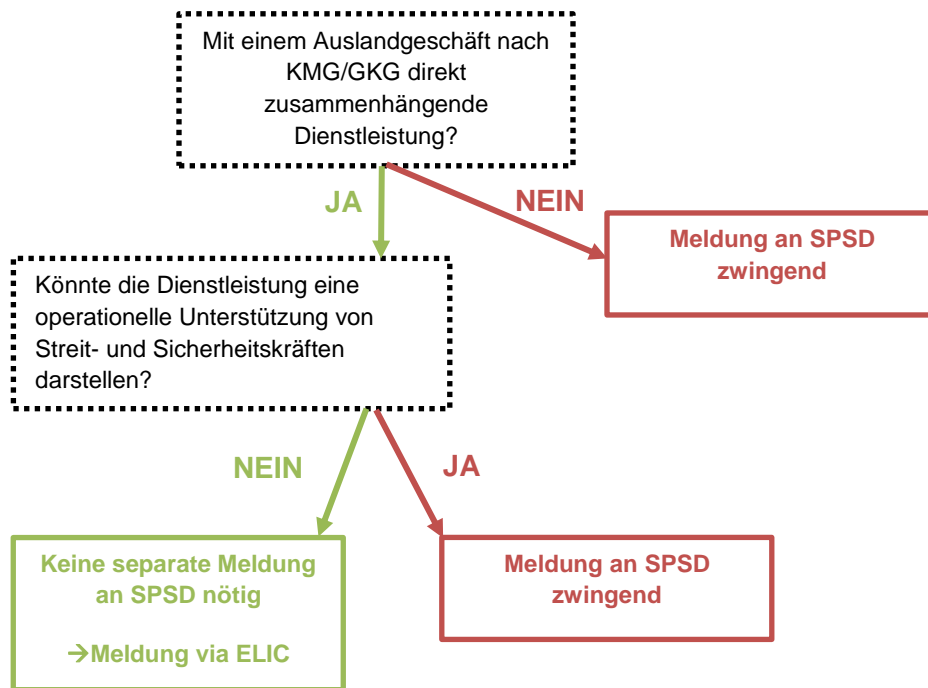 Mit einem Auslandgeschäft nach
KMG/GKG direkt
zusammenhängende
Dienstleistung?
JA
NEIN
Meldung an SPSD
zwingend
Könnte die Dienstleistung eine
operationelle Unterstützung von
Streit- und Sicherheitskräften
darstellen?
NEIN
JA
Keine separate Meldung
an SPSD nötig
→Meldung via ELIC
Meldung an SPSD
zwingend